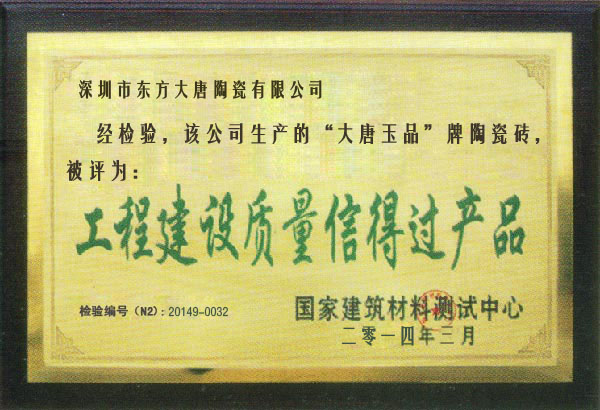 深圳市东方大唐陶瓷有限公司
经检验，该公司生产的“大唐玉品”牌陶瓷砖，
被评为：
工程建设质量信得过产品
检验编号（N2）：20149-0032
国家建筑材料测试中心
二零一四年三月